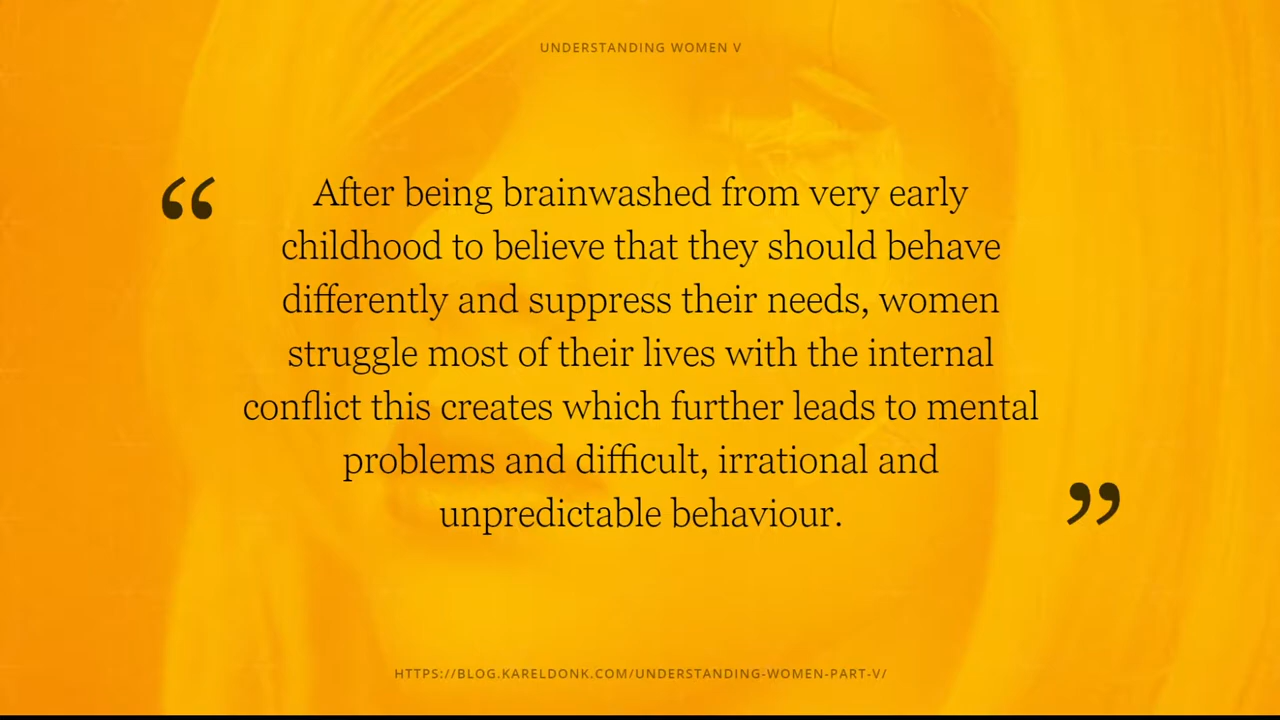 UNDERSTANDING WOMEN V
“
After being brainwashed from very early
childhood to believe that they should behave
differently and suppress their needs, women
struggle most of their lives with the internal
conflict this creates which further leads to mental
problems and difficult, irrational and
unpredictable behaviour.
”
HTTPS://BLOG.KARELDONK.COM/UNDERSTANDING-WOMEN-PART-V/